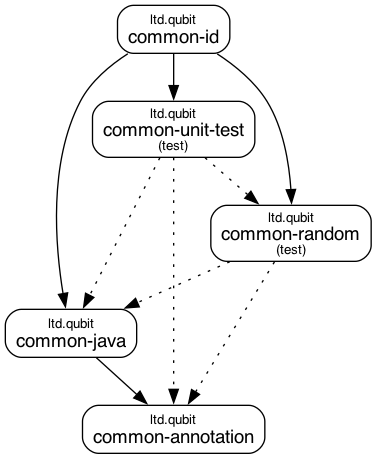 ltd.qubit
common-id
ltd.qubit
common-unit-test
(test)
ltd.qubit
common-random
(test)
ltd.qubit
common-java
ltd.qubit
common-annotation